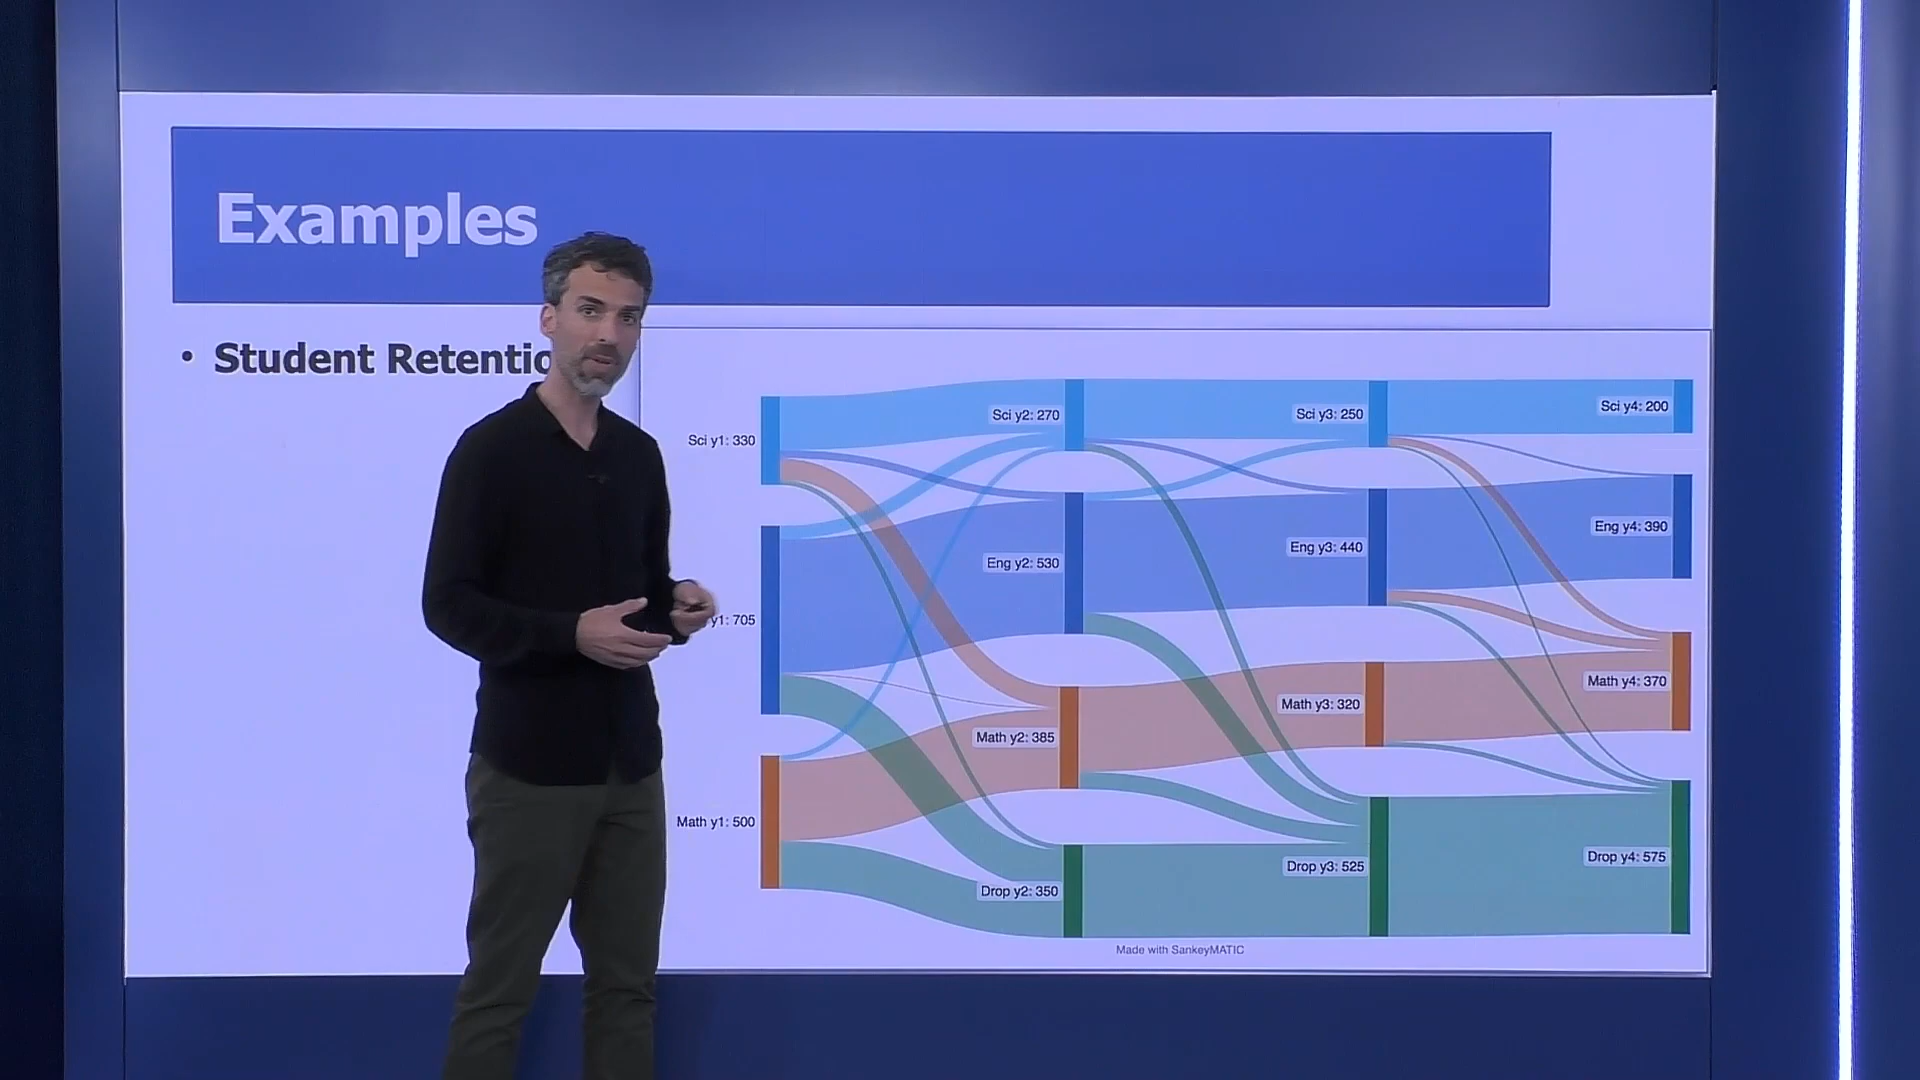 Examples
• Student Retentio
Sci y1: 330
Sci y2: 270
Sci y3: 250
Sci y4: 200
y1: 705
Eng y2: 530
Eng y3: 440
Eng y4: 390
Math y1: 500
Math y2: 385
Math y3: 320
Math y4: 370
Drop y2: 350
Drop y3: 525
Drop y4: 575
Made with SankeyMATIC